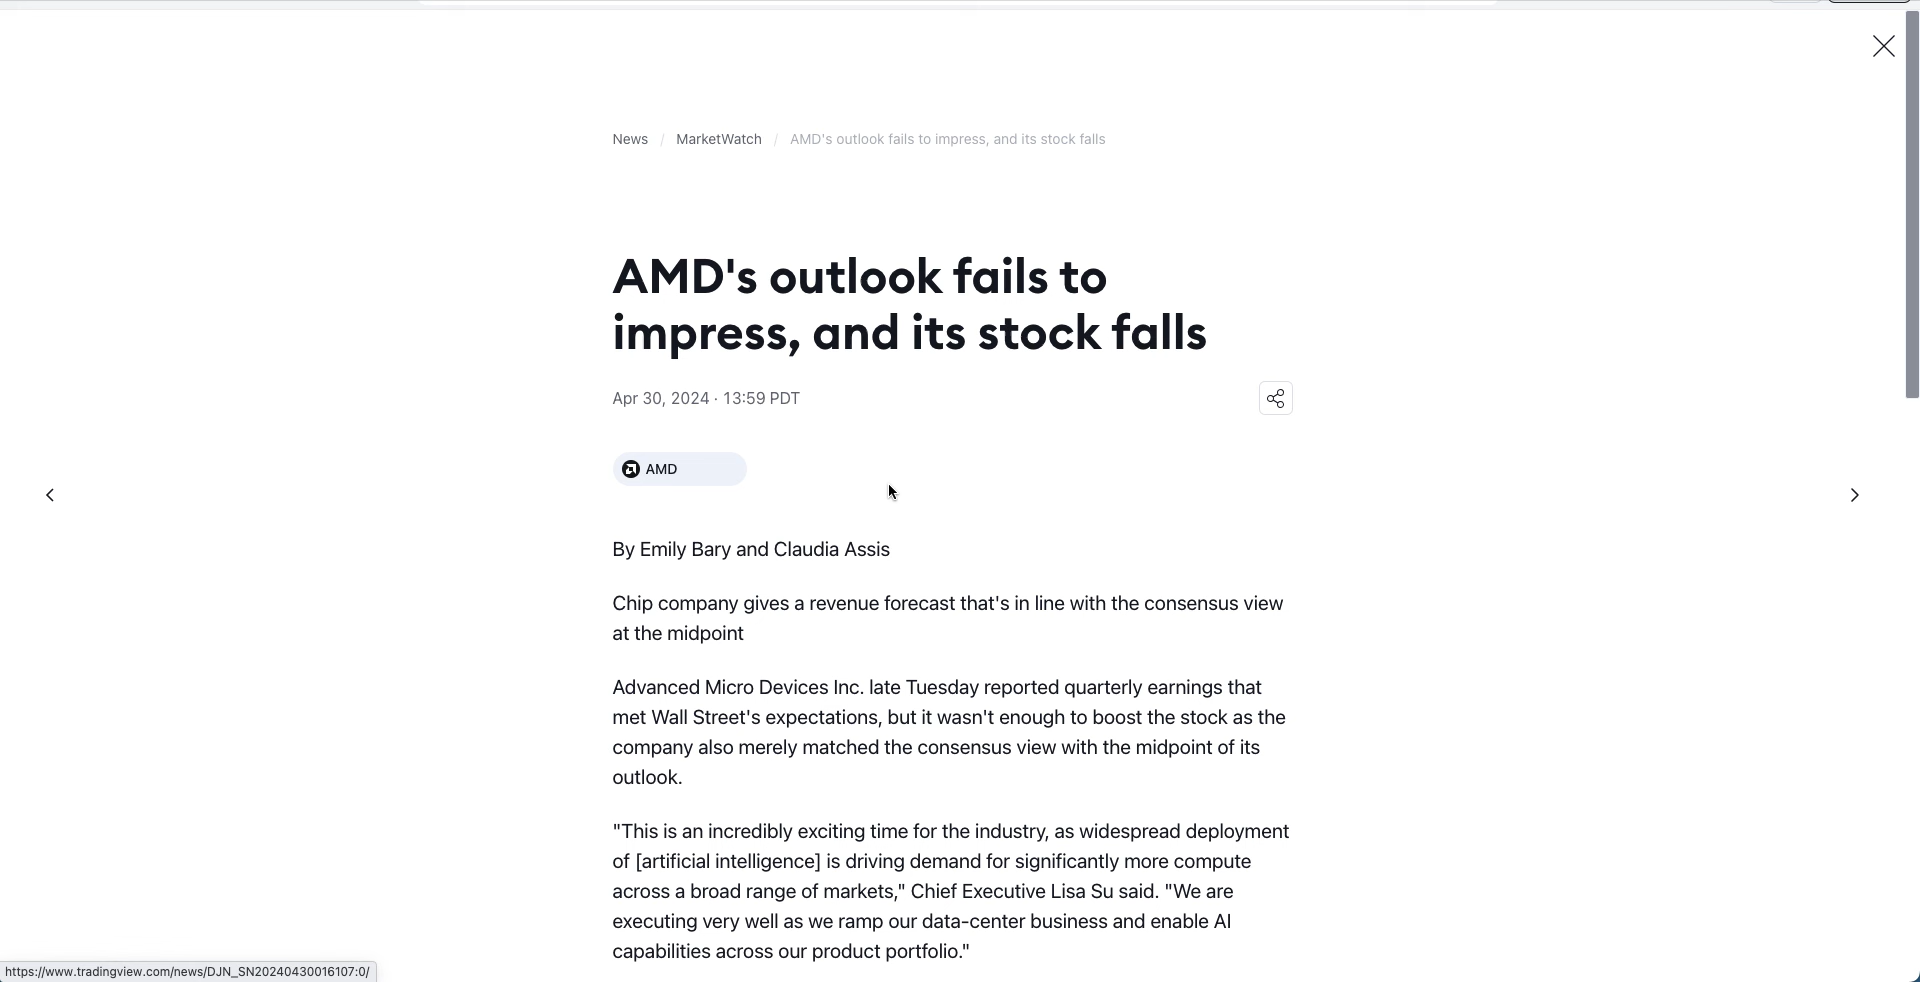 News / MarketWatch / AMD's outlook fails to impress, and its stock falls
AMD's outlook fails to
impress, and its stock falls
Apr 30, 2024 · 13:59 PDT
AMD
By Emily Bary and Claudia Assis
Chip company gives a revenue forecast that's in line with the consensus view
at the midpoint
Advanced Micro Devices Inc. late Tuesday reported quarterly earnings that
met Wall Street's expectations, but it wasn't enough to boost the stock as the
company also merely matched the consensus view with the midpoint of its
outlook.
"This is an incredibly exciting time for the industry, as widespread deployment
of [artificial intelligence] is driving demand for significantly more compute
across a broad range of markets," Chief Executive Lisa Su said. "We are
executing very well as we ramp our data-center business and enable AI
capabilities across our product portfolio."
https://www.tradingview.com/news/DJN_SN20240430016107:0/